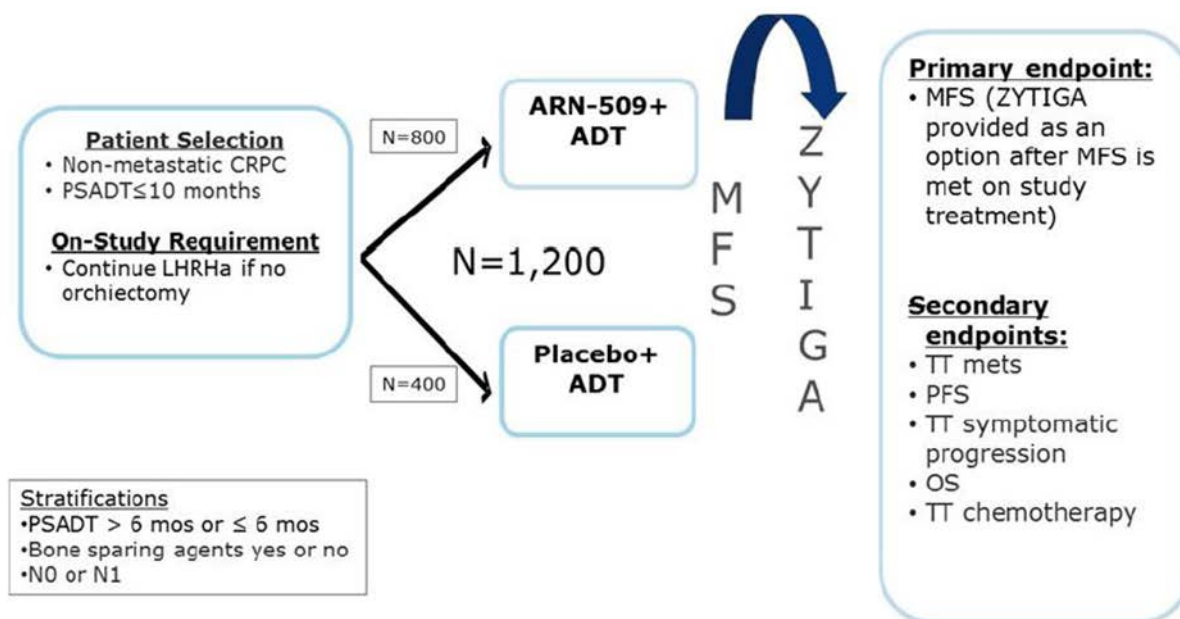 Patient Selection
• Non-metastatic CRPC
• PSADT≤10 months
On-Study Requirement
• Continue LHRHa if no
orchiectomy
N=800
N=1,200
N=400
ARN-509+
ADT
Placebo+
ADT
MFS
ZYTIGA
Primary endpoint:
• MFS (ZYTIGA
provided as an
option after MFS is
met on study
treatment)
Secondary
endpoints:
• TT mets
• PFS
• TT symptomatic
progression
• OS
• TT chemotherapy
Stratifications
•PSADT > 6 mos or ≤ 6 mos
•Bone sparing agents yes or no
•N0 or N1